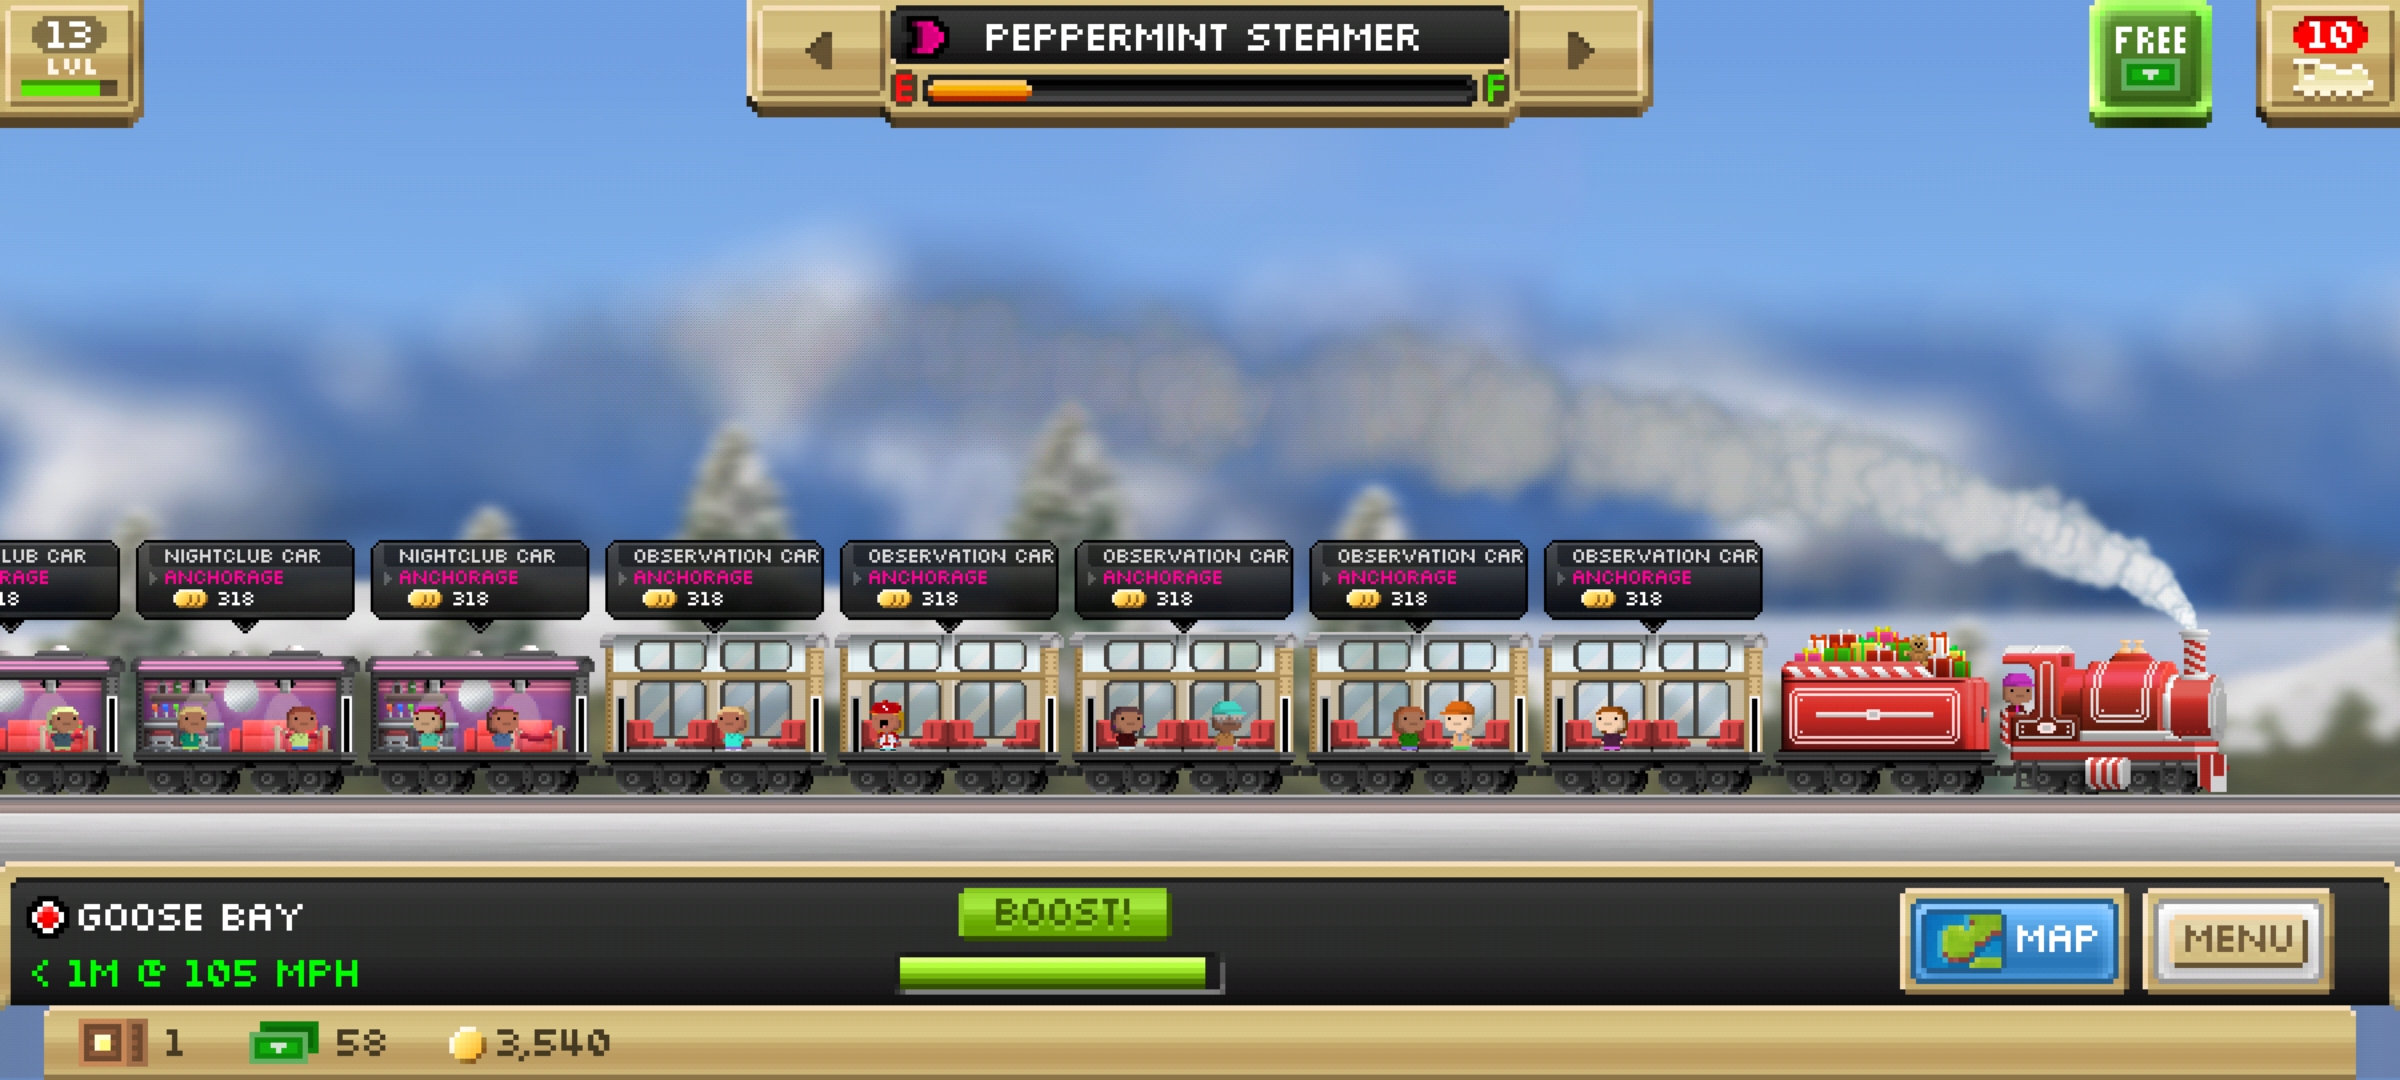 13
LVL
PEPPERMINT STEAMER
E F
FREE
10
LUB CAR
RAGE
18
NIGHTCLUB CAR
ANCHORAGE
318
NIGHTCLUB CAR
ANCHORAGE
318
OBSERVATION CAR
ANCHORAGE
318
OBSERVATION CAR
ANCHORAGE
318
OBSERVATION CAR
ANCHORAGE
318
OBSERVATION CAR
ANCHORAGE
318
OBSERVATION CAR
ANCHORAGE
318
GOOSE BAY
< 1M @ 105 MPH
BOOST!
MAP
MENU
1
58
3,540